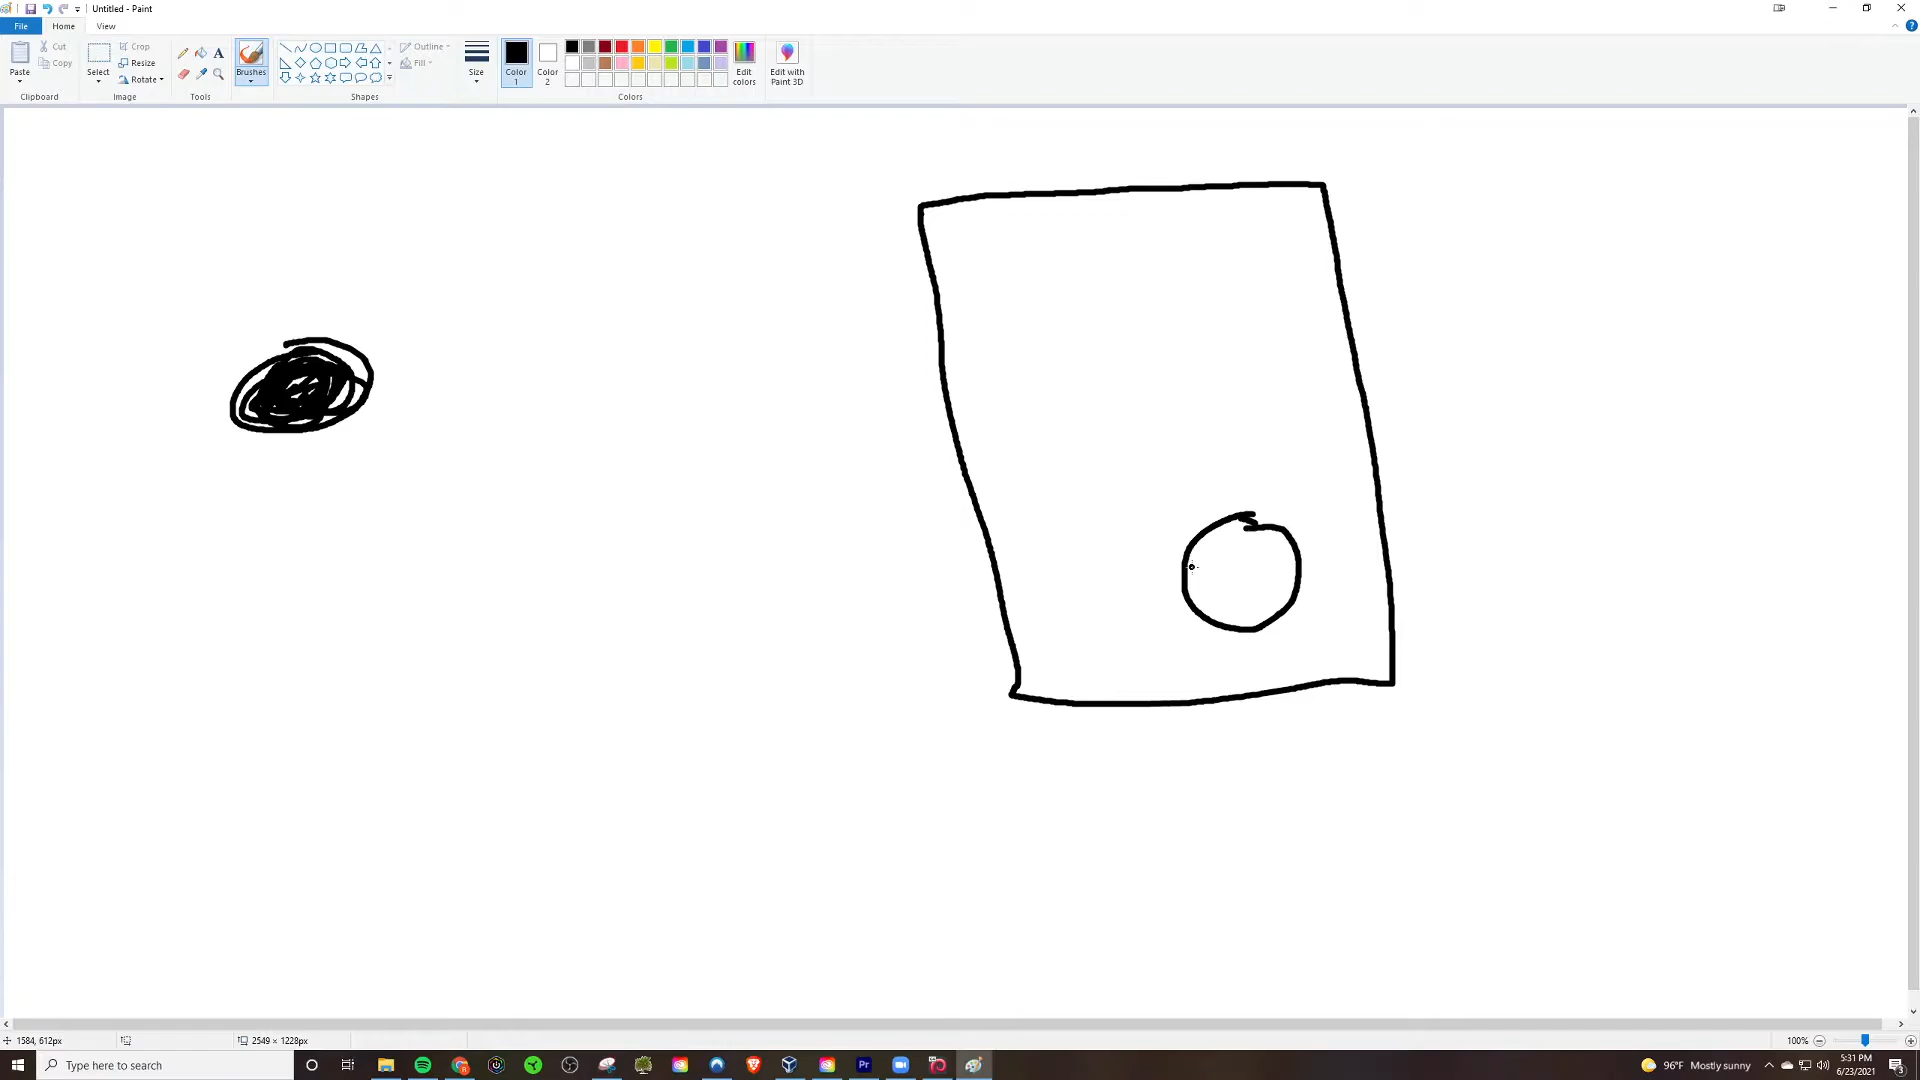 Untitled - Paint
File
Home
View
Paste
Cut
Copy
Clipboard
Select
Crop
Resize
Rotate
Image
A
Tools
Brushes
Shapes
Outline
Fill
Size
Color
1
Color
2
Colors
Edit
colors
Edit with
Paint 3D
1584, 612px
2549 × 1228px
100%
Type here to search
Pr
96°F Mostly sunny
5:31 PM
6/23/2021